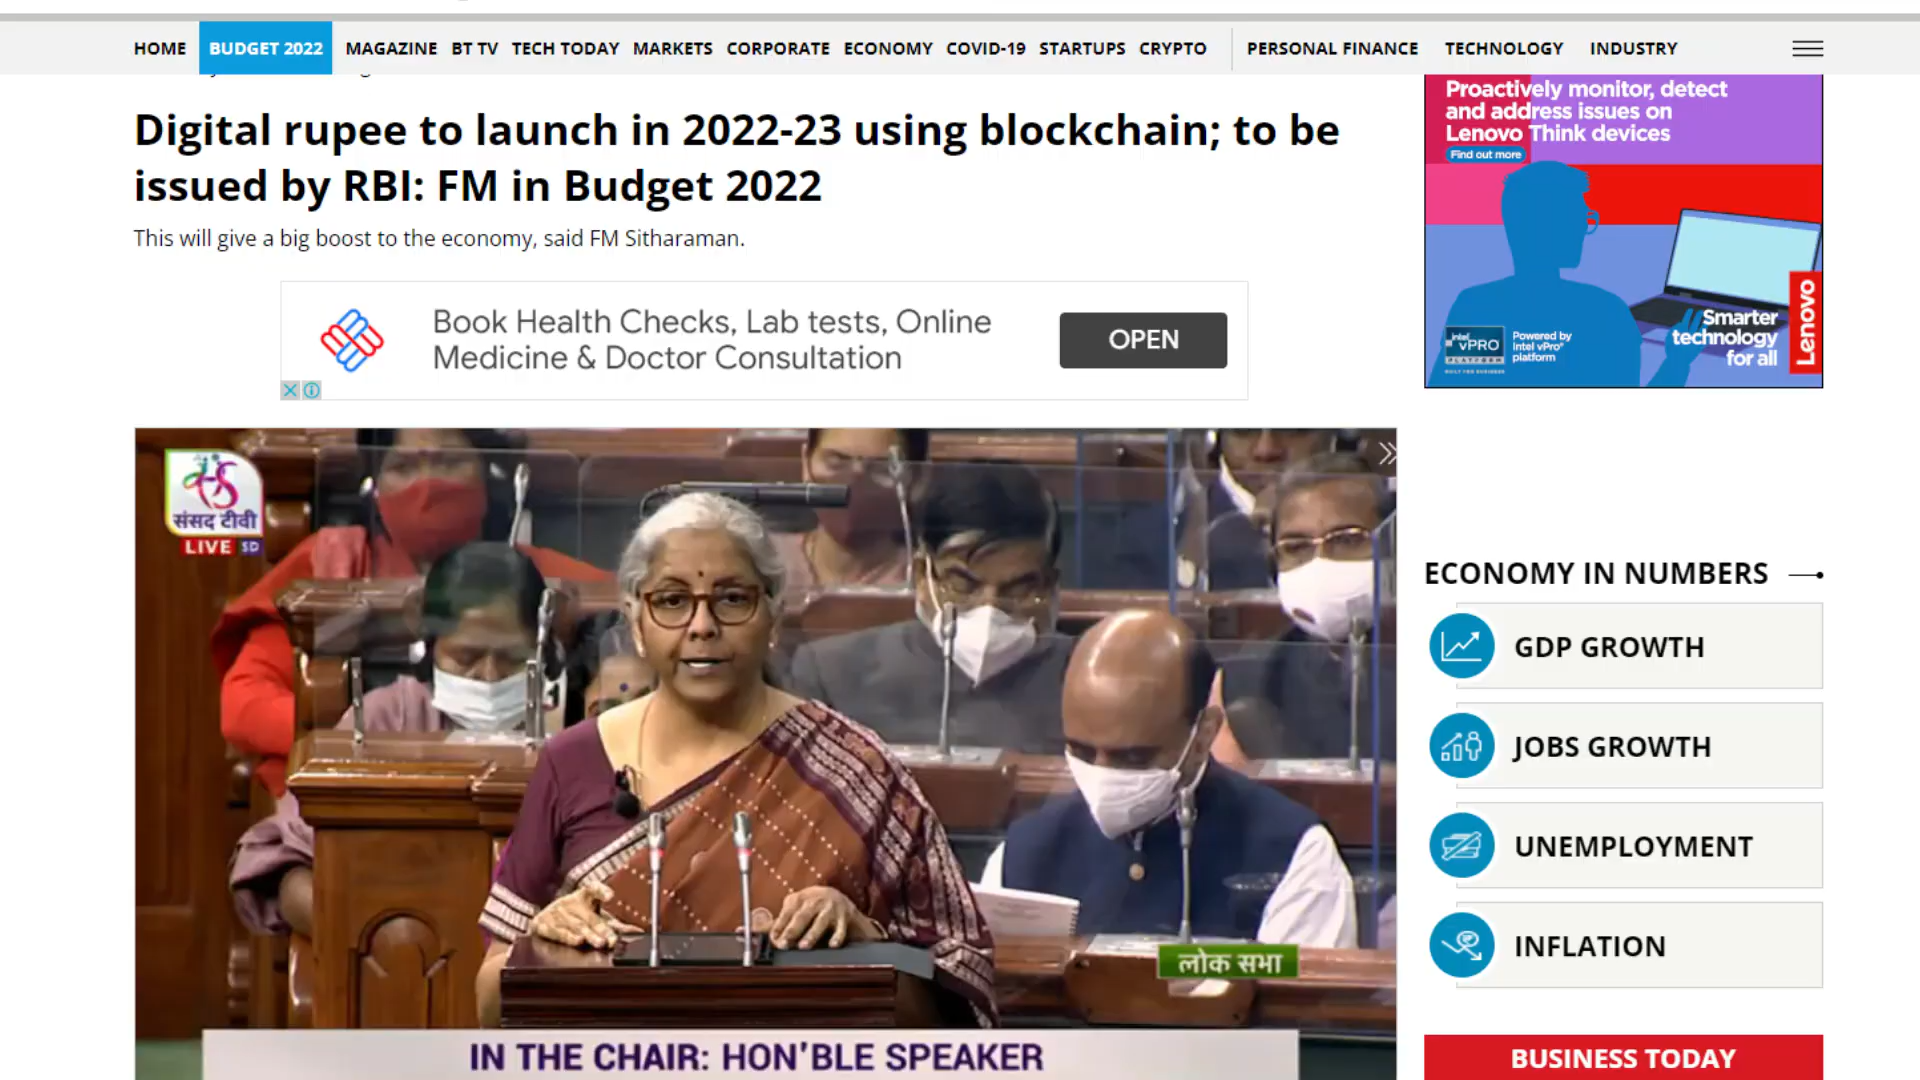 HOME BUDGET 2022 MAGAZINE BT TV TECH TODAY MARKETS CORPORATE ECONOMY COVID-19 STARTUPS CRYPTO PERSONAL FINANCE TECHNOLOGY INDUSTRY
Digital rupee to launch in 2022-23 using blockchain; to be
issued by RBI: FM in Budget 2022
This will give a big boost to the economy, said FM Sitharaman.
Book Health Checks, Lab tests, Online
Medicine & Doctor Consultation
OPEN
संसद टीवी
LIVE SD
लोक सभा
IN THE CHAIR: HON'BLE SPEAKER
Proactively monitor, detect
and address issues on
Lenovo Think devices
Find out more
intel
vPRO
PLATFORM
Powered by
Intel vPro®
platform
Smarter
technology
for all
Lenovo
ECONOMY IN NUMBERS
GDP GROWTH
JOBS GROWTH
UNEMPLOYMENT
INFLATION
BUSINESS TODAY